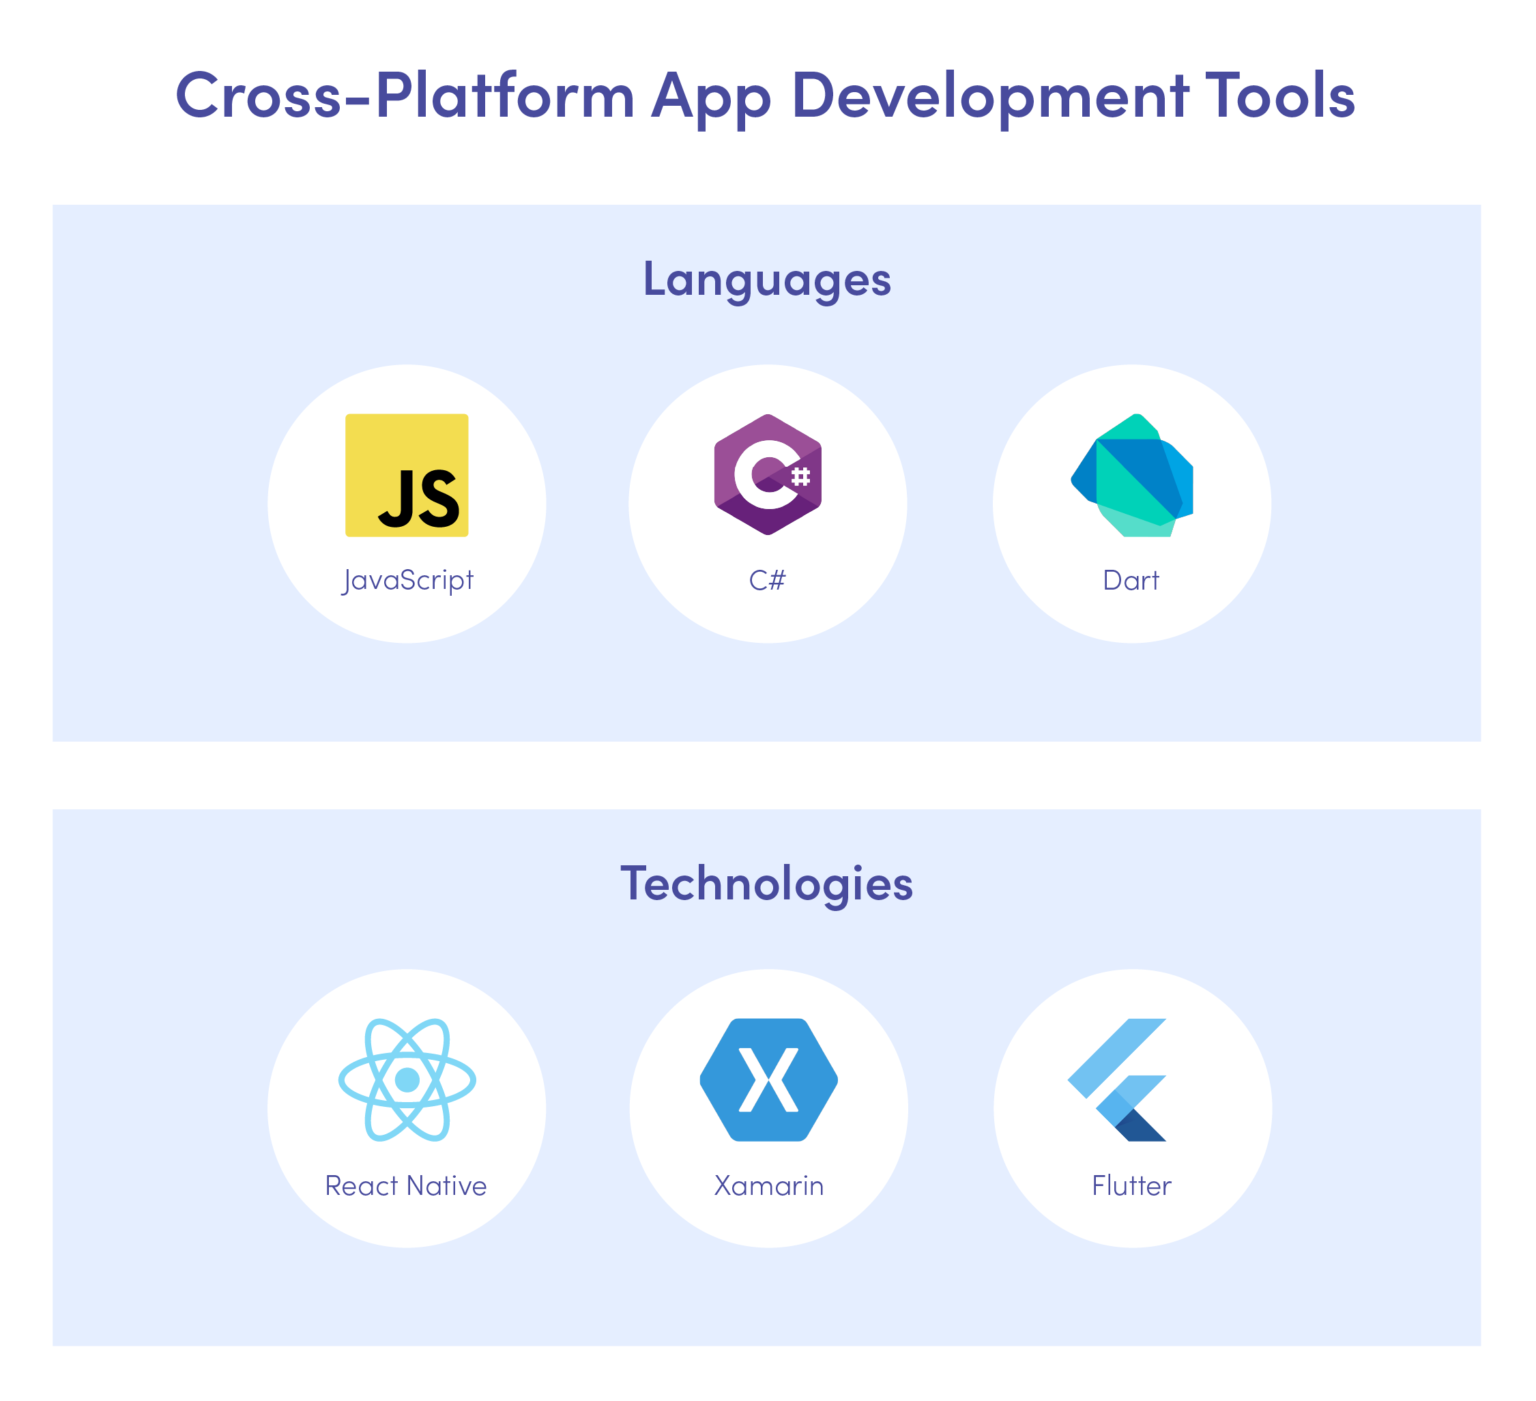 Cross-Platform App Development Tools
Languages
JS
C#
JavaScript
C#
Dart
Technologies
X
React Native
Xamarin
Flutter